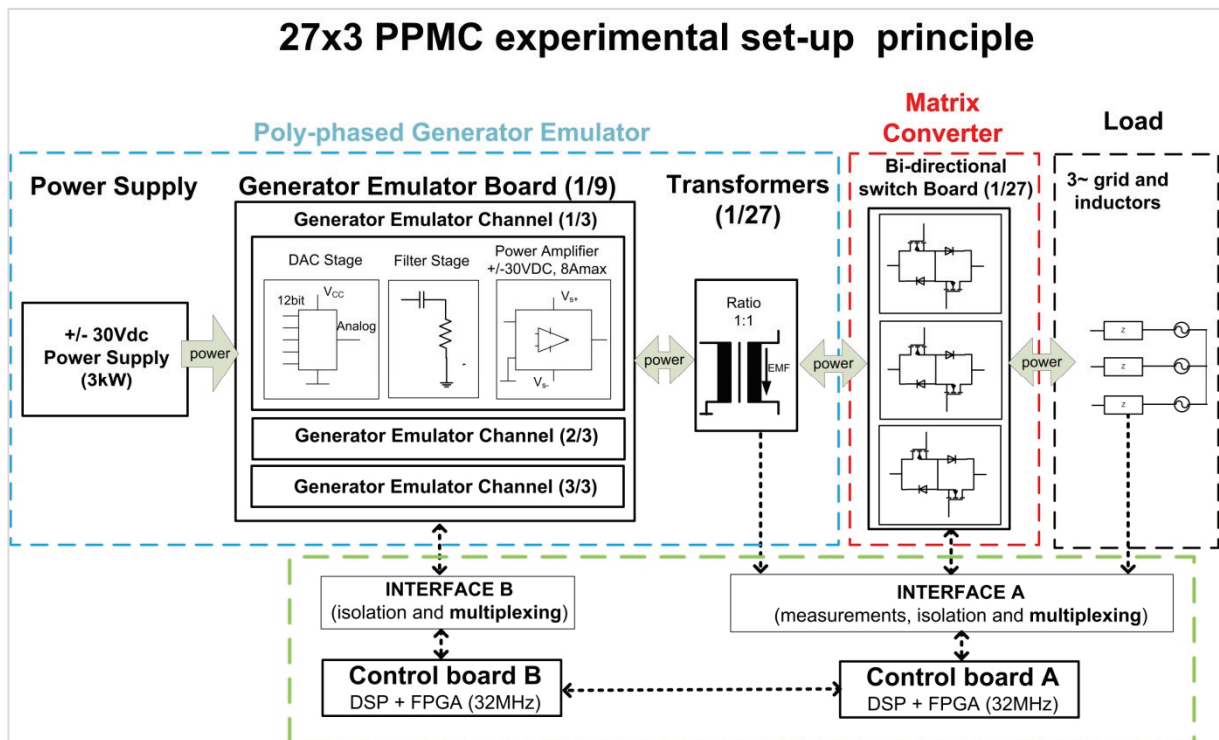 27x3 PPMC experimental set-up principle
Poly-phased Generator Emulator
Matrix
Converter
Load
Power Supply
Generator Emulator Board (1/9)
Transformers
(1/27)
Bi-directional
switch Board (1/27)
3~ grid and
inductors
Generator Emulator Channel (1/3)
DAC Stage
Filter Stage
Power Amplifier
+/-30VDC, 8Amax
12bit
VCC
Analog
Vs+
Vs-
+/- 30Vdc
Power Supply
(3kW)
power
power
Ratio
1:1
EMF
power
power
z
z
z
Generator Emulator Channel (2/3)
Generator Emulator Channel (3/3)
INTERFACE B
(isolation and multiplexing)
INTERFACE A
(measurements, isolation and multiplexing)
Control board B
DSP + FPGA (32MHz)
Control board A
DSP + FPGA (32MHz)